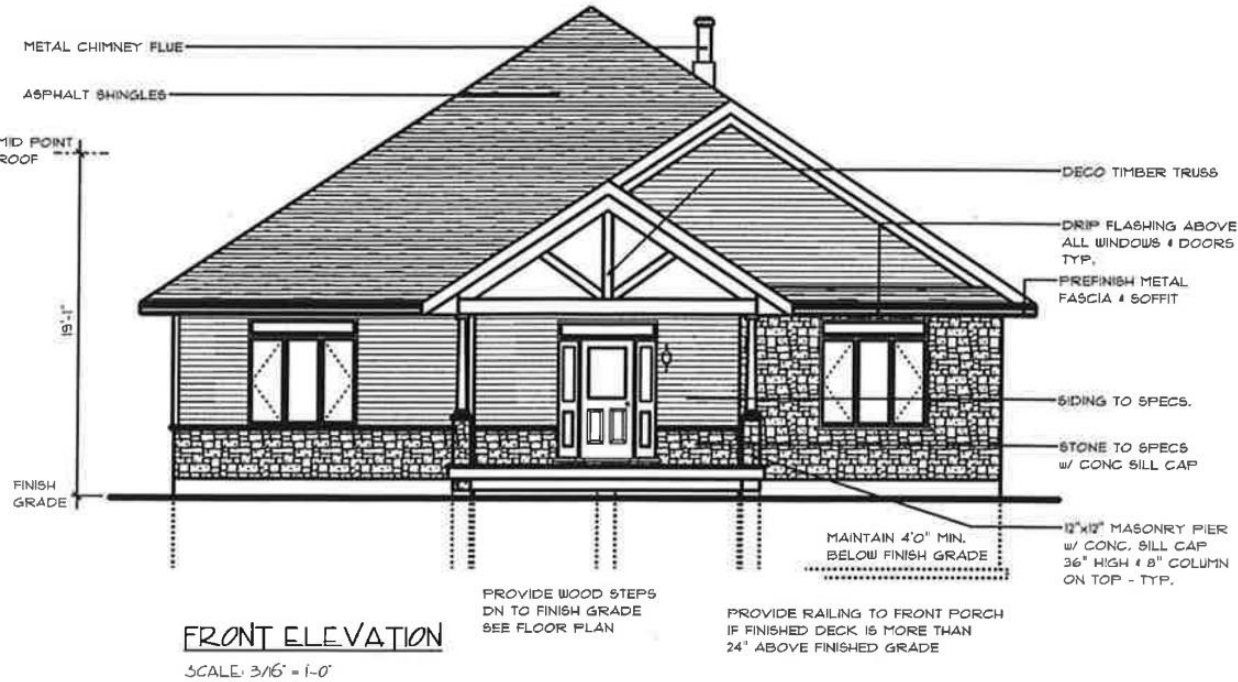 METAL CHIMNEY FLUE
ASPHALT SHINGLES
MID POINT
ROOF
19'-1"
FINISH
GRADE
DECO TIMBER TRUSS
DRIP FLASHING ABOVE
ALL WINDOWS & DOORS
TYP.
PREFINISH METAL
FASCIA & SOFFIT
SIDING TO SPECS.
STONE TO SPECS
W/ CONC SILL CAP
12"x12" MASONRY PIER
W/ CONC. SILL CAP
36" HIGH & 8" COLUMN
ON TOP - TYP.
MAINTAIN 4'0" MIN.
BELOW FINISH GRADE
PROVIDE WOOD STEPS
DN TO FINISH GRADE
SEE FLOOR PLAN
PROVIDE RAILING TO FRONT PORCH
IF FINISHED DECK IS MORE THAN
24" ABOVE FINISHED GRADE
FRONT ELEVATION
SCALE: 3/16" = 1'-0"